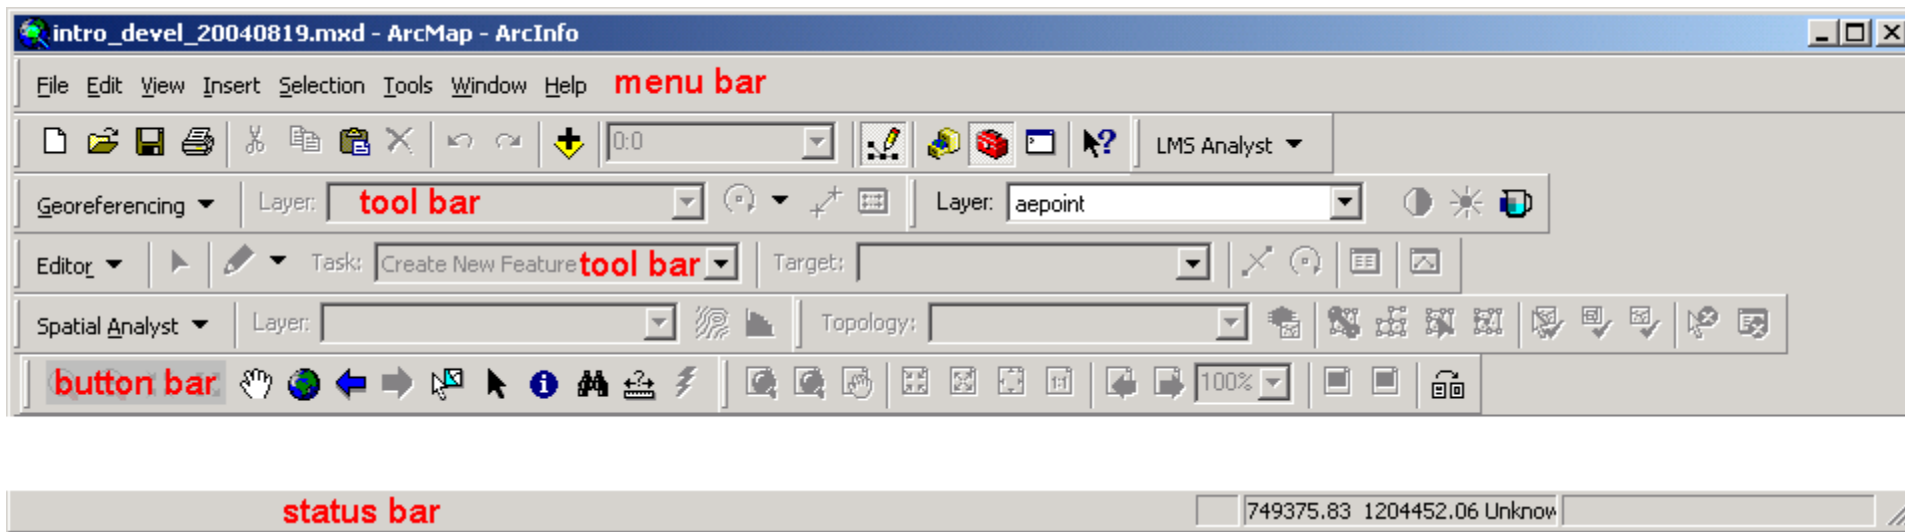 intro_devel_20040819.mxd - ArcMap - ArcInfo
File Edit View Insert Selection Tools Window Help menu bar
0:0 LMS Analyst
Georeferencing Layer: tool bar Layer: aepoint
Editor Task: Create New Feature tool bar Target:
Spatial Analyst Layer: Topology:
button bar 1:1 100%
status bar 749375.83 1204452.06 Unknow